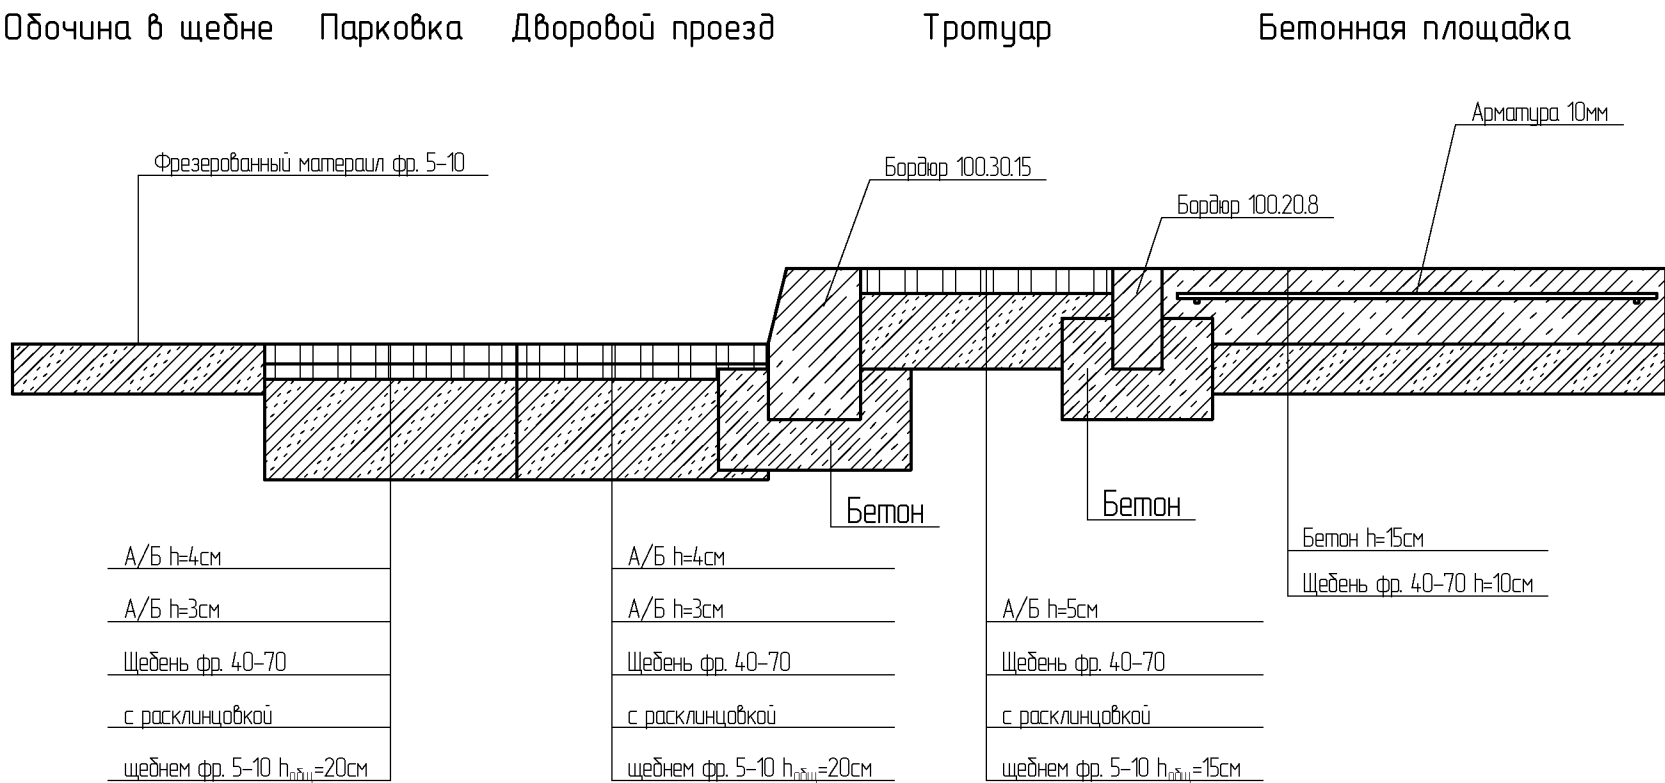 Обочина в щебне
Парковка
Дворовой проезд
Тротуар
Бетонная площадка
Арматура 10мм
Фрезерованный матераил фр. 5-10
Бордюр 100.30.15
Бордюр 100.20.8
Бетон
Бетон
А/Б h=4см
А/Б h=3см
Щебень фр. 40-70
с расклинцовкой
щебнем фр. 5-10 hобщ=20см
А/Б h=4см
А/Б h=3см
Щебень фр. 40-70
с расклинцовкой
щебнем фр. 5-10 hобщ=20см
А/Б h=5см
Щебень фр. 40-70
с расклинцовкой
щебнем фр. 5-10 hобщ=15см
Бетон h=15см
Щебень фр. 40-70 h=10см